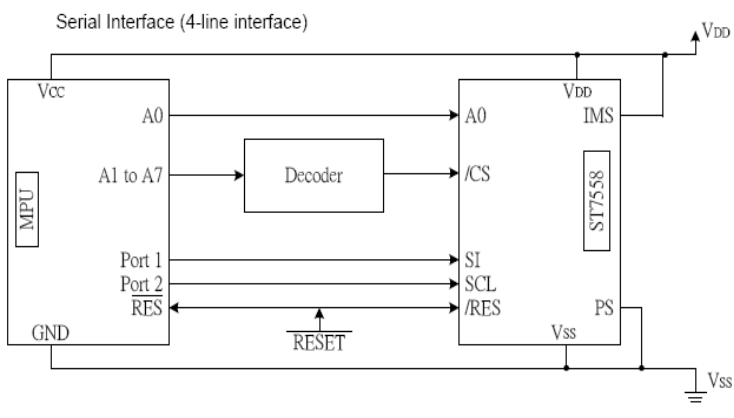 Serial Interface (4-line interface)
VDD
VCC
VDD
A0
A0
IMS
A1 to A7
Decoder
/CS
MPU
ST7558
Port 1
SI
Port 2
SCL
RES
/RES
PS
RESET
GND
VSS
VSS